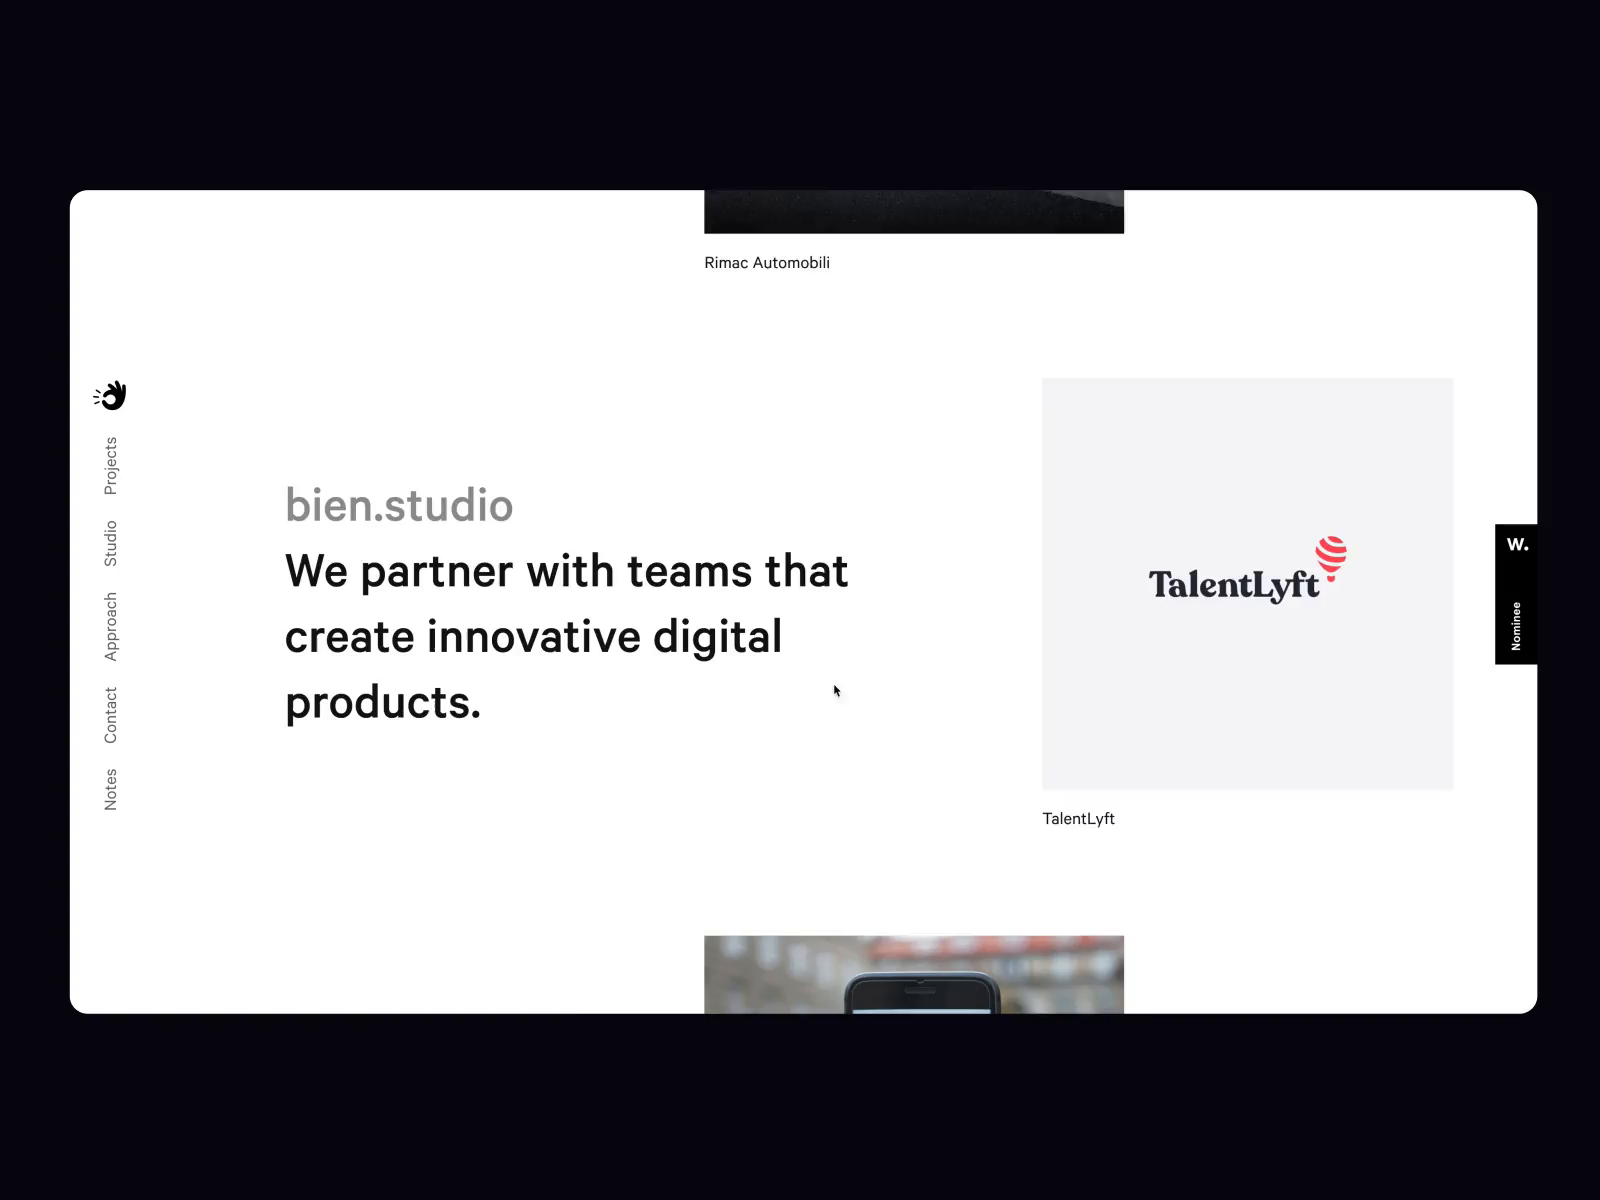 Rimac Automobili
Projects
Studio
Approach
Contact
Notes
bien.studio
We partner with teams that
create innovative digital
products.
TalentLyft
TalentLyft
W.
Nominee